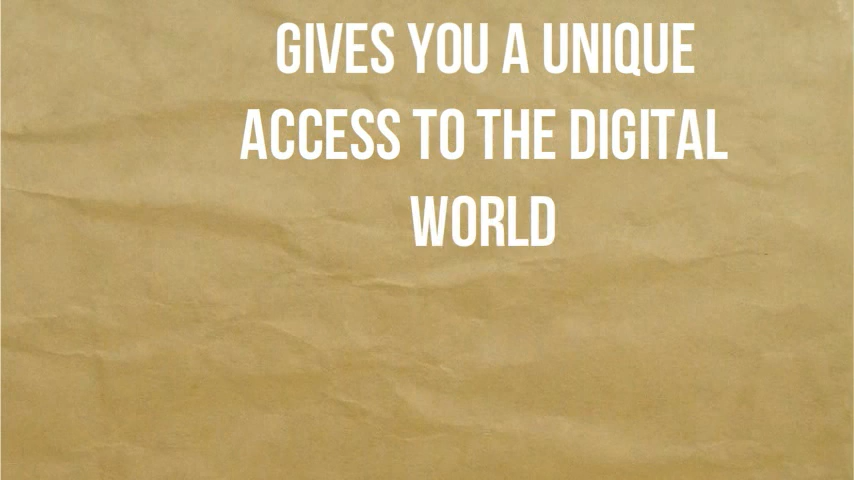 GIVES YOU A UNIQUE
ACCESS TO THE DIGITAL
WORLD